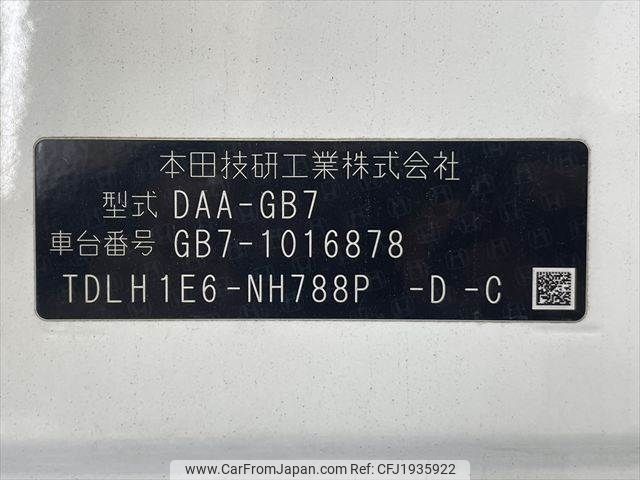 本田技研工業株式会社
型式 DAA-GB7
車台番号 GB7-1016878
TDLH1E6-NH788P -D -C
www.CarFromJapan.com - CFJ1935922